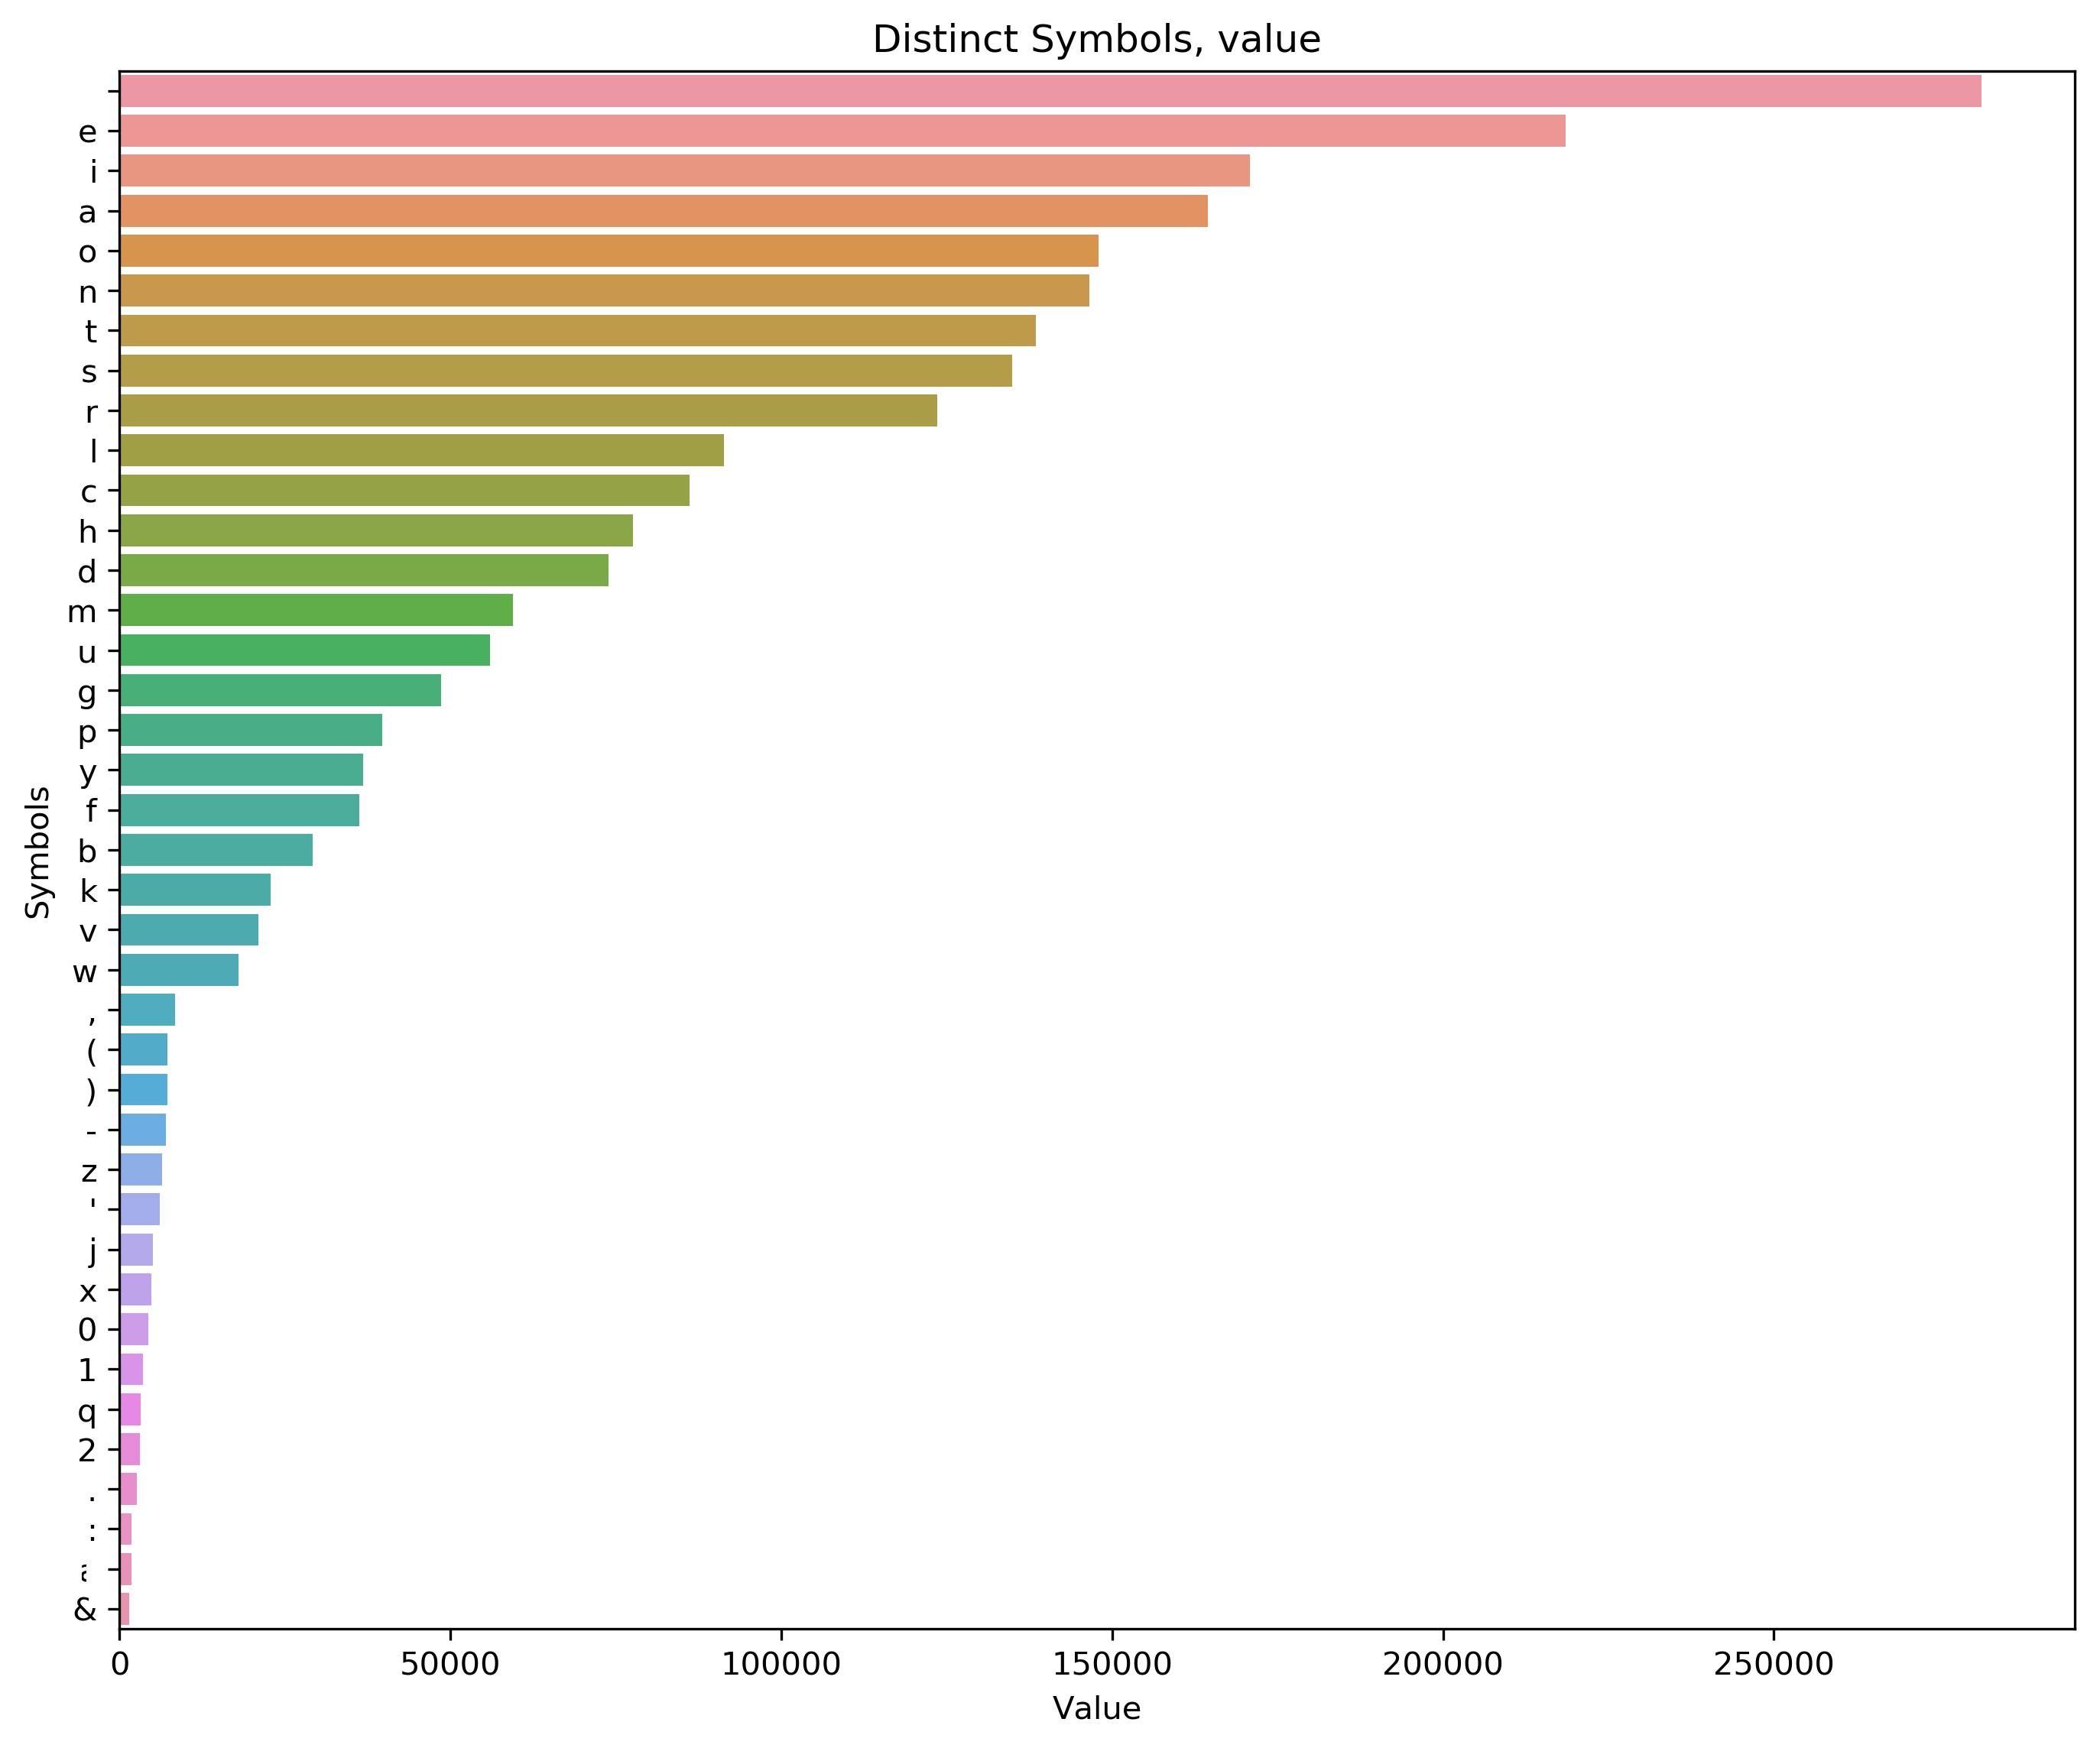 Distinct Symbols, value
e
i
a
o
n
t
s
r
l
c
h
d
m
u
g
p
y
f
b
k
v
w
,
(
)
-
z
'
j
x
0
1
q
2
.
:
&
Symbols
0 50000 100000 150000 200000 250000
Value